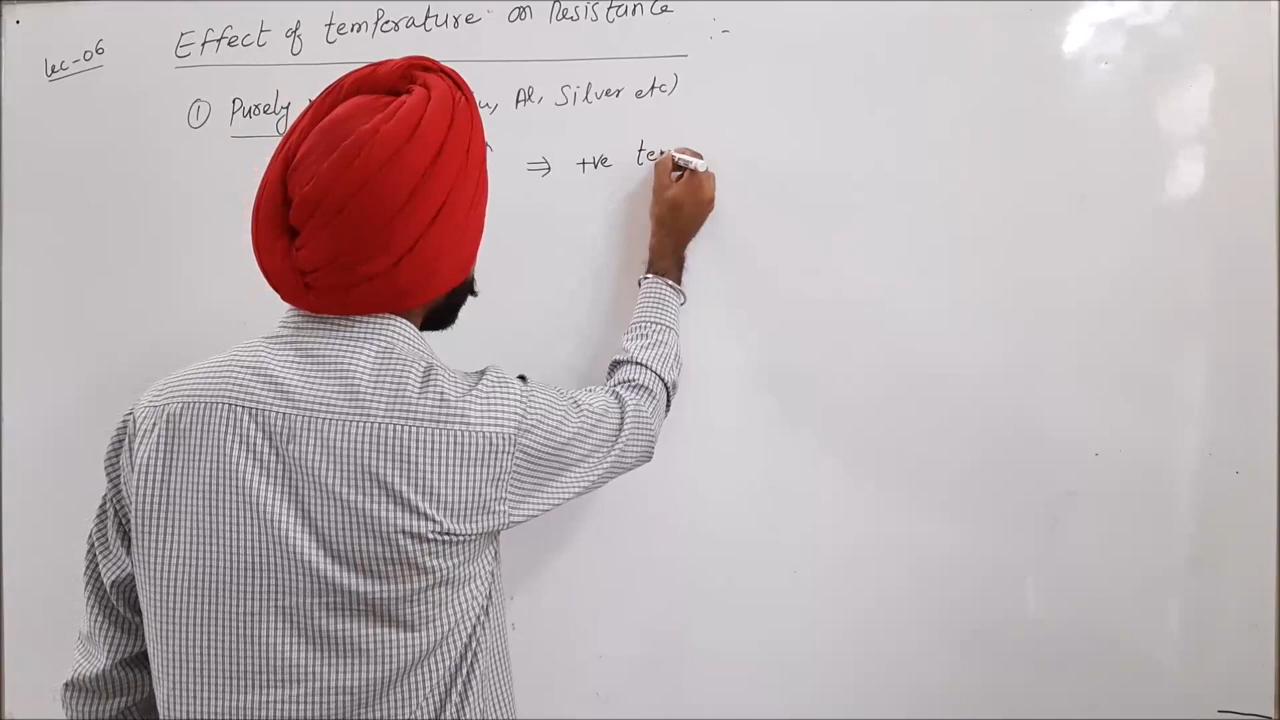 Effect of temperature on Resistance :-
Lec-06
① Purely u, Al, Silver etc)
⇒ +ve te